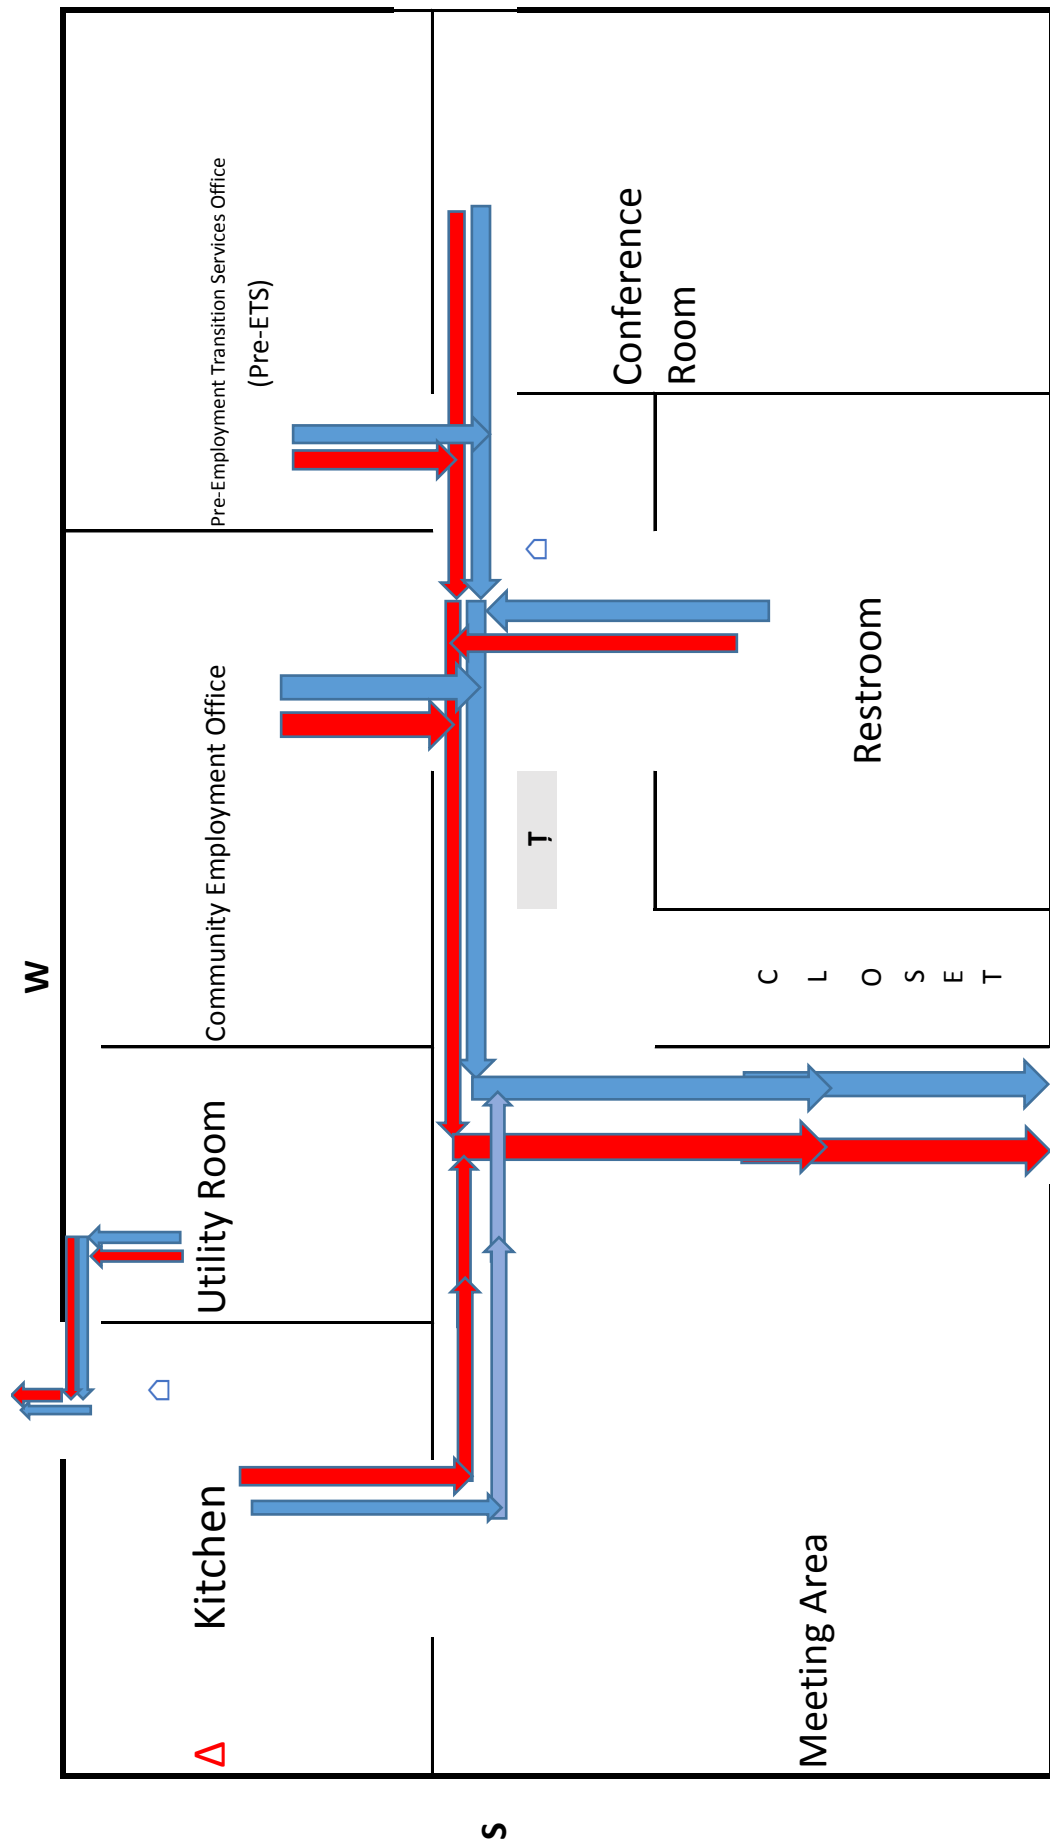 W
S
Pre-Employment Transition Services Office
(Pre-ETS)
Community Employment Office
Utility Room
Kitchen
Conference
Room
Restroom
C
L
O
S
E
T
Meeting Area